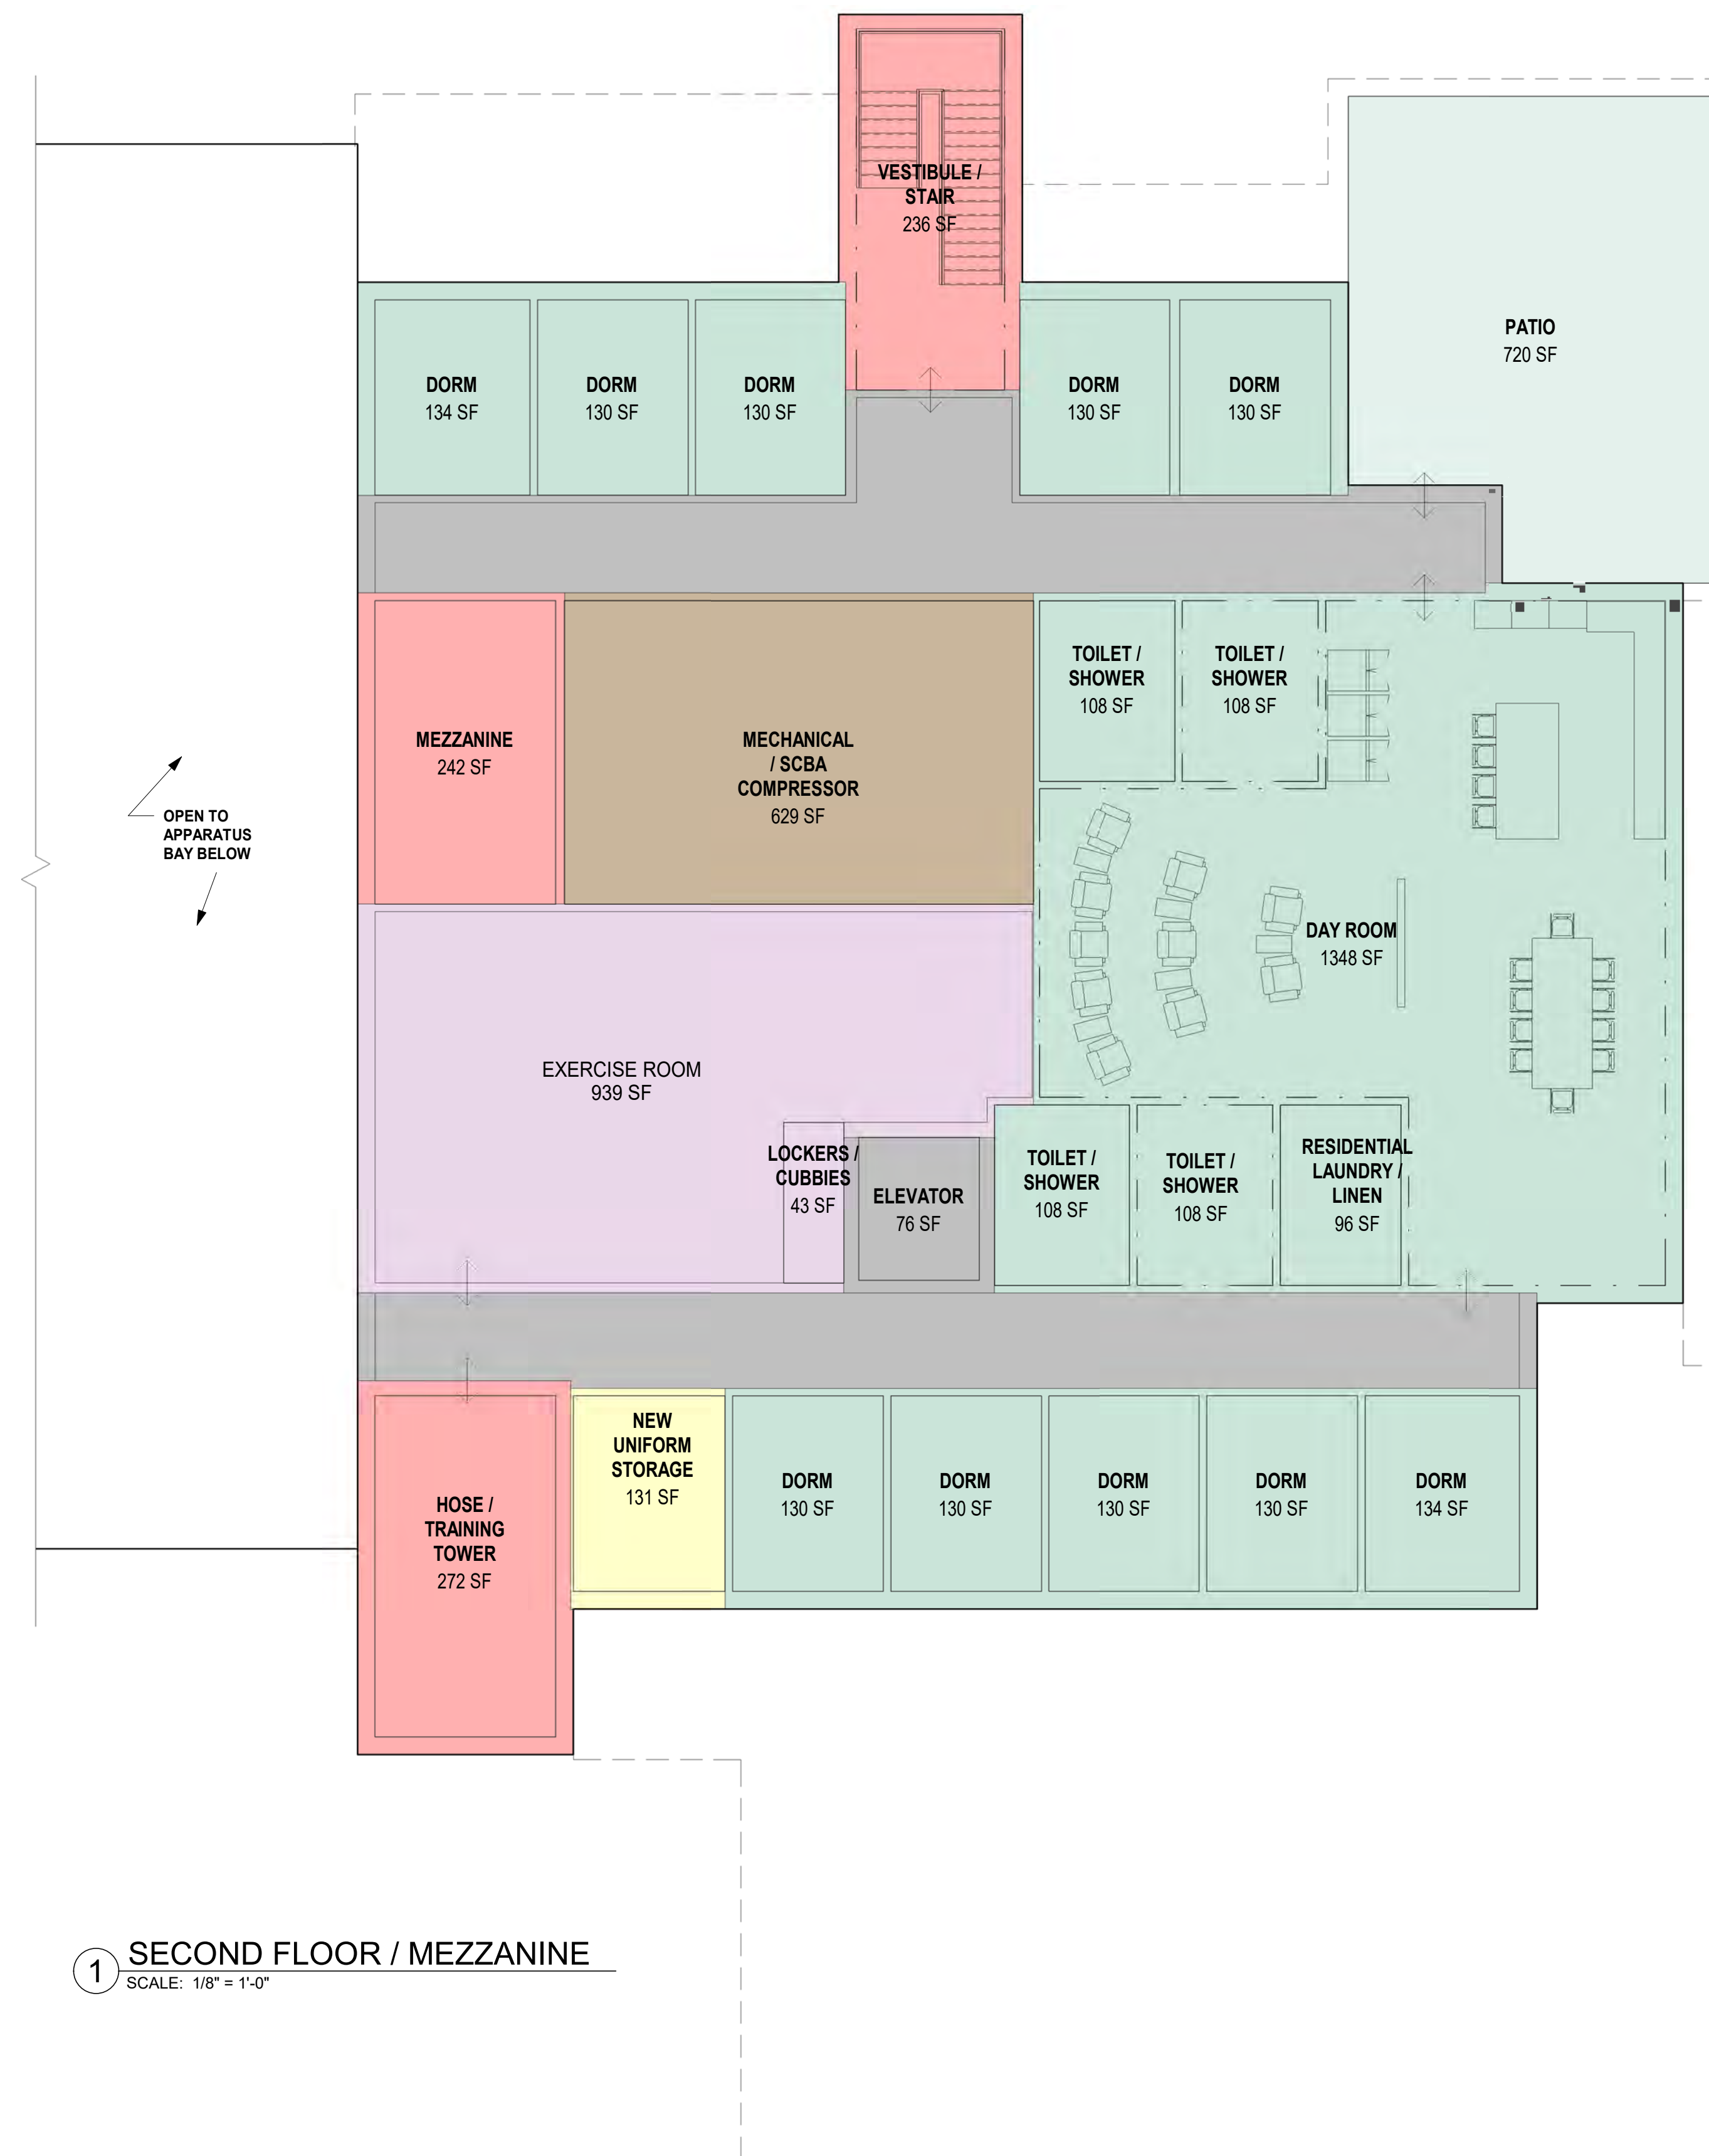 VESTIBULE /
STAIR
236 SF
PATIO
720 SF
DORM
134 SF
DORM
130 SF
DORM
130 SF
DORM
130 SF
DORM
130 SF
TOILET /
SHOWER
108 SF
TOILET /
SHOWER
108 SF
MEZZANINE
242 SF
MECHANICAL
/ SCBA
COMPRESSOR
629 SF
OPEN TO
APPARATUS
BAY BELOW
DAY ROOM
1348 SF
EXERCISE ROOM
939 SF
LOCKERS /
CUBBIES
43 SF
ELEVATOR
76 SF
TOILET /
SHOWER
108 SF
TOILET /
SHOWER
108 SF
RESIDENTIAL
LAUNDRY /
LINEN
96 SF
HOSE /
TRAINING
TOWER
272 SF
NEW
UNIFORM
STORAGE
131 SF
DORM
130 SF
DORM
130 SF
DORM
130 SF
DORM
130 SF
DORM
134 SF
1
SECOND FLOOR / MEZZANINE
SCALE: 1/8" = 1'-0"